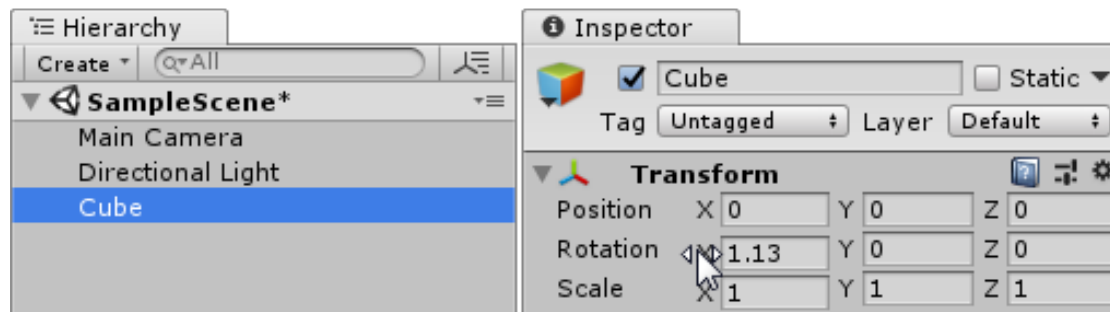 Hierarchy
Create
All
SampleScene*
Main Camera
Directional Light
Cube
Inspector
Cube
Static
Tag Untagged Layer Default
Transform
Position X 0 Y 0 Z 0
Rotation 1.13 Y 0 Z 0
Scale X 1 Y 1 Z 1